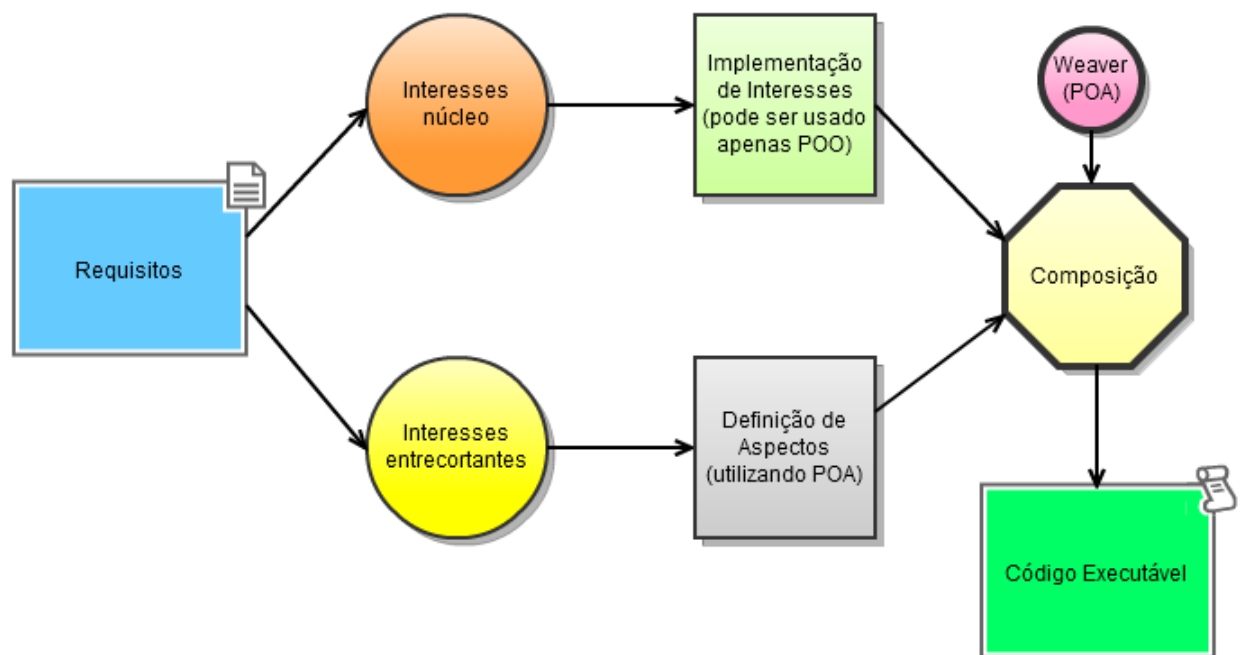 Requisitos
Interesses
núcleo
Implementação
de Interesses
(pode ser usado
apenas POO)
Weaver
(POA)
Composição
Interesses
entrecortantes
Definição de
Aspectos
(utilizando POA)
Código Executável